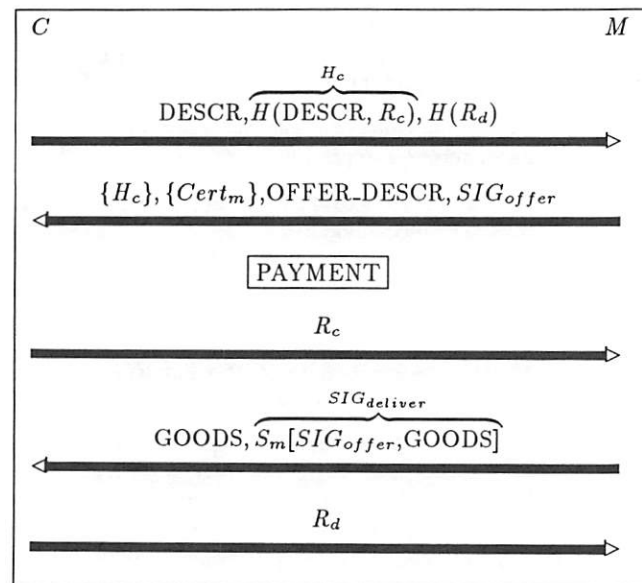 C M
H_c
DESCR, H(DESCR, R_c), H(R_d)
{H_c}, {Cert_m},OFFER_DESCR, SIG_offer
PAYMENT
R_c
SIG_deliver
GOODS, S_m[SIG_offer,GOODS]
R_d